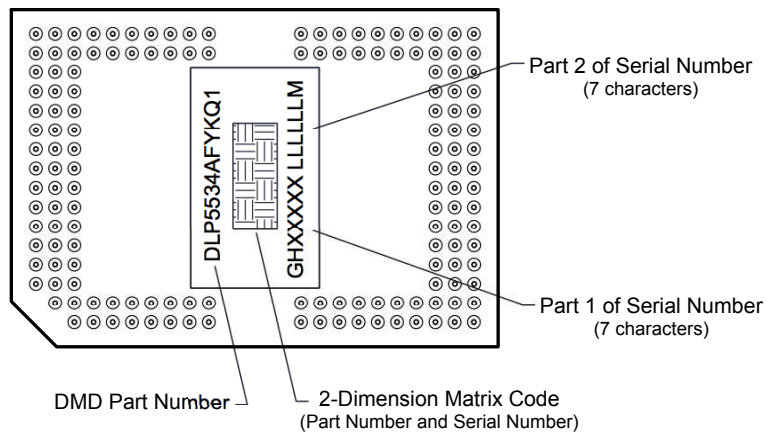 Part 2 of Serial Number
(7 characters)
DLP5534AFYKQ1
GHXXXXX LLLLLLM
Part 1 of Serial Number
(7 characters)
DMD Part Number
2-Dimension Matrix Code
(Part Number and Serial Number)